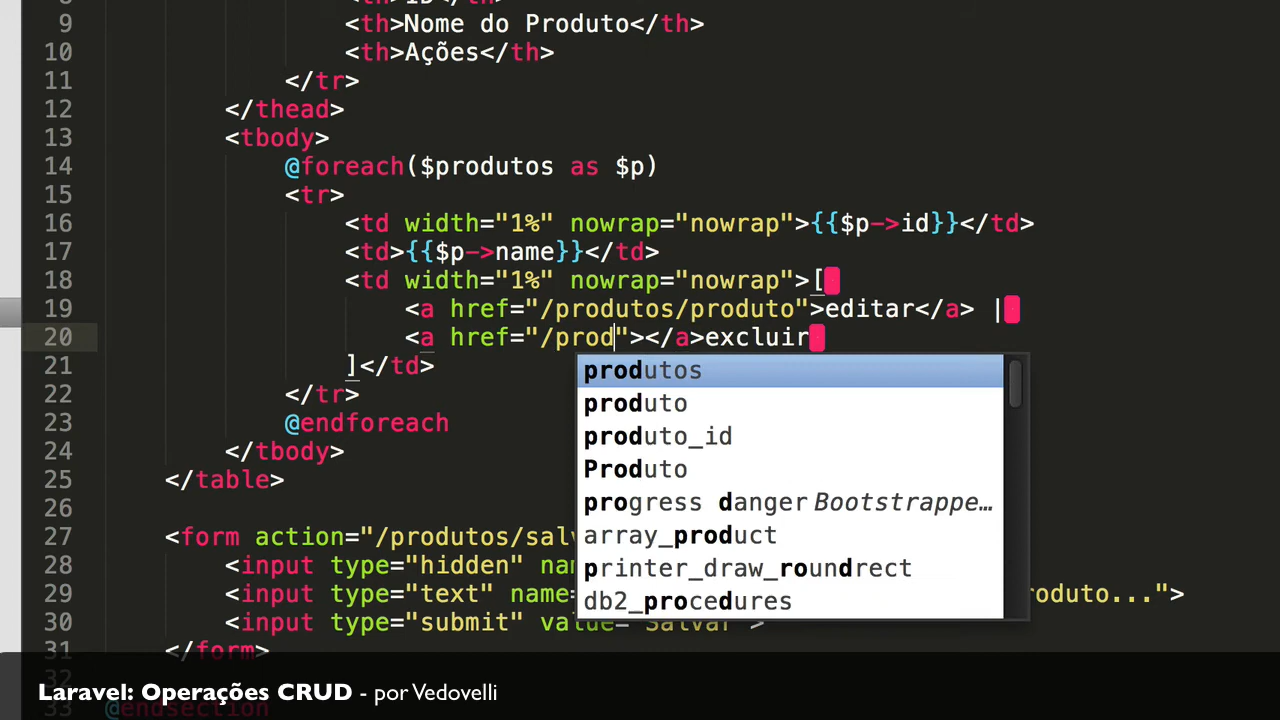 9 <th>Nome do Produto</th>
10 <th>Ações</th>
11 </tr>
12 </thead>
13 <tbody>
14 @foreach($produtos as $p)
15 <tr>
16 <td width="1%" nowrap="nowrap">{{$p->id}}</td>
17 <td>{{$p->name}}</td>
18 <td width="1%" nowrap="nowrap">[
19 <a href="/produtos/produto">editar</a> |
20 <a href="/prod"></a>excluir
21 ]</td>
22 </tr>
23 @endforeach
24 </tbody>
25 </table>
26
27 <form action="/produtos/sal
28 <input type="hidden"
29 <input type="text" name= oduto...">
30 <input type="submit" value="Salvar">
31 </form>
32
33 @endsection
produtos
produto
produto_id
Produto
progress danger Bootstrappe…
array_product
printer_draw_roundrect
db2_procedures
Laravel: Operações CRUD - por Vedovelli